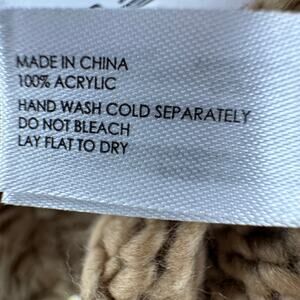 MADE IN CHINA
100% ACRYLIC
HAND WASH COLD SEPARATELY
DO NOT BLEACH
LAY FLAT TO DRY